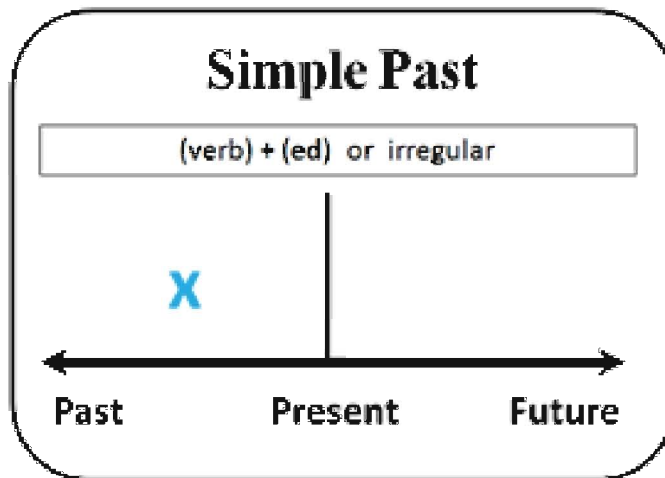 Simple Past
(verb) + (ed) or irregular
X
Past Present Future